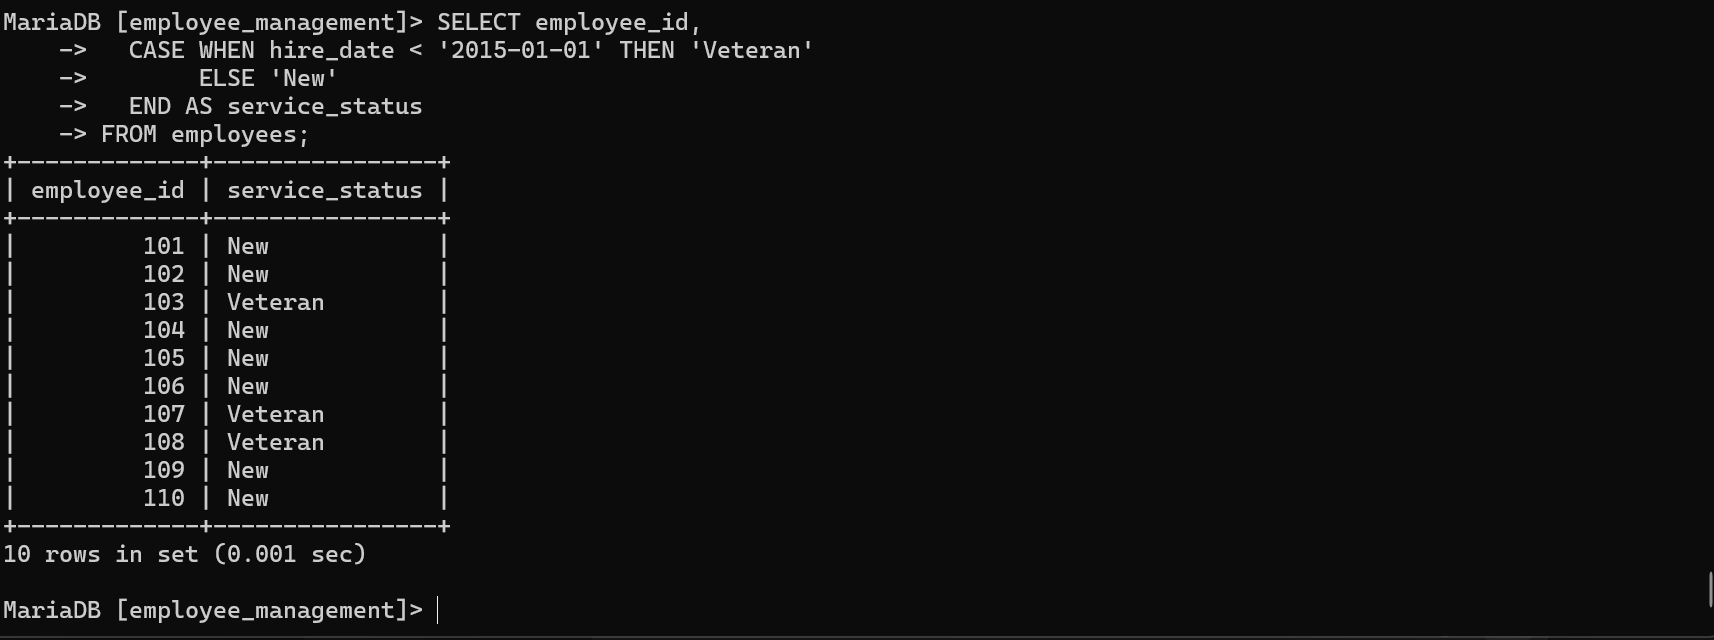 MariaDB [employee_management]> SELECT employee_id,
    ->   CASE WHEN hire_date < '2015-01-01' THEN 'Veteran'
    ->        ELSE 'New'
    ->   END AS service_status
    -> FROM employees;
+-------------+----------------+
| employee_id | service_status |
+-------------+----------------+
|         101 | New            |
|         102 | New            |
|         103 | Veteran        |
|         104 | New            |
|         105 | New            |
|         106 | New            |
|         107 | Veteran        |
|         108 | Veteran        |
|         109 | New            |
|         110 | New            |
+-------------+----------------+
10 rows in set (0.001 sec)

MariaDB [employee_management]>